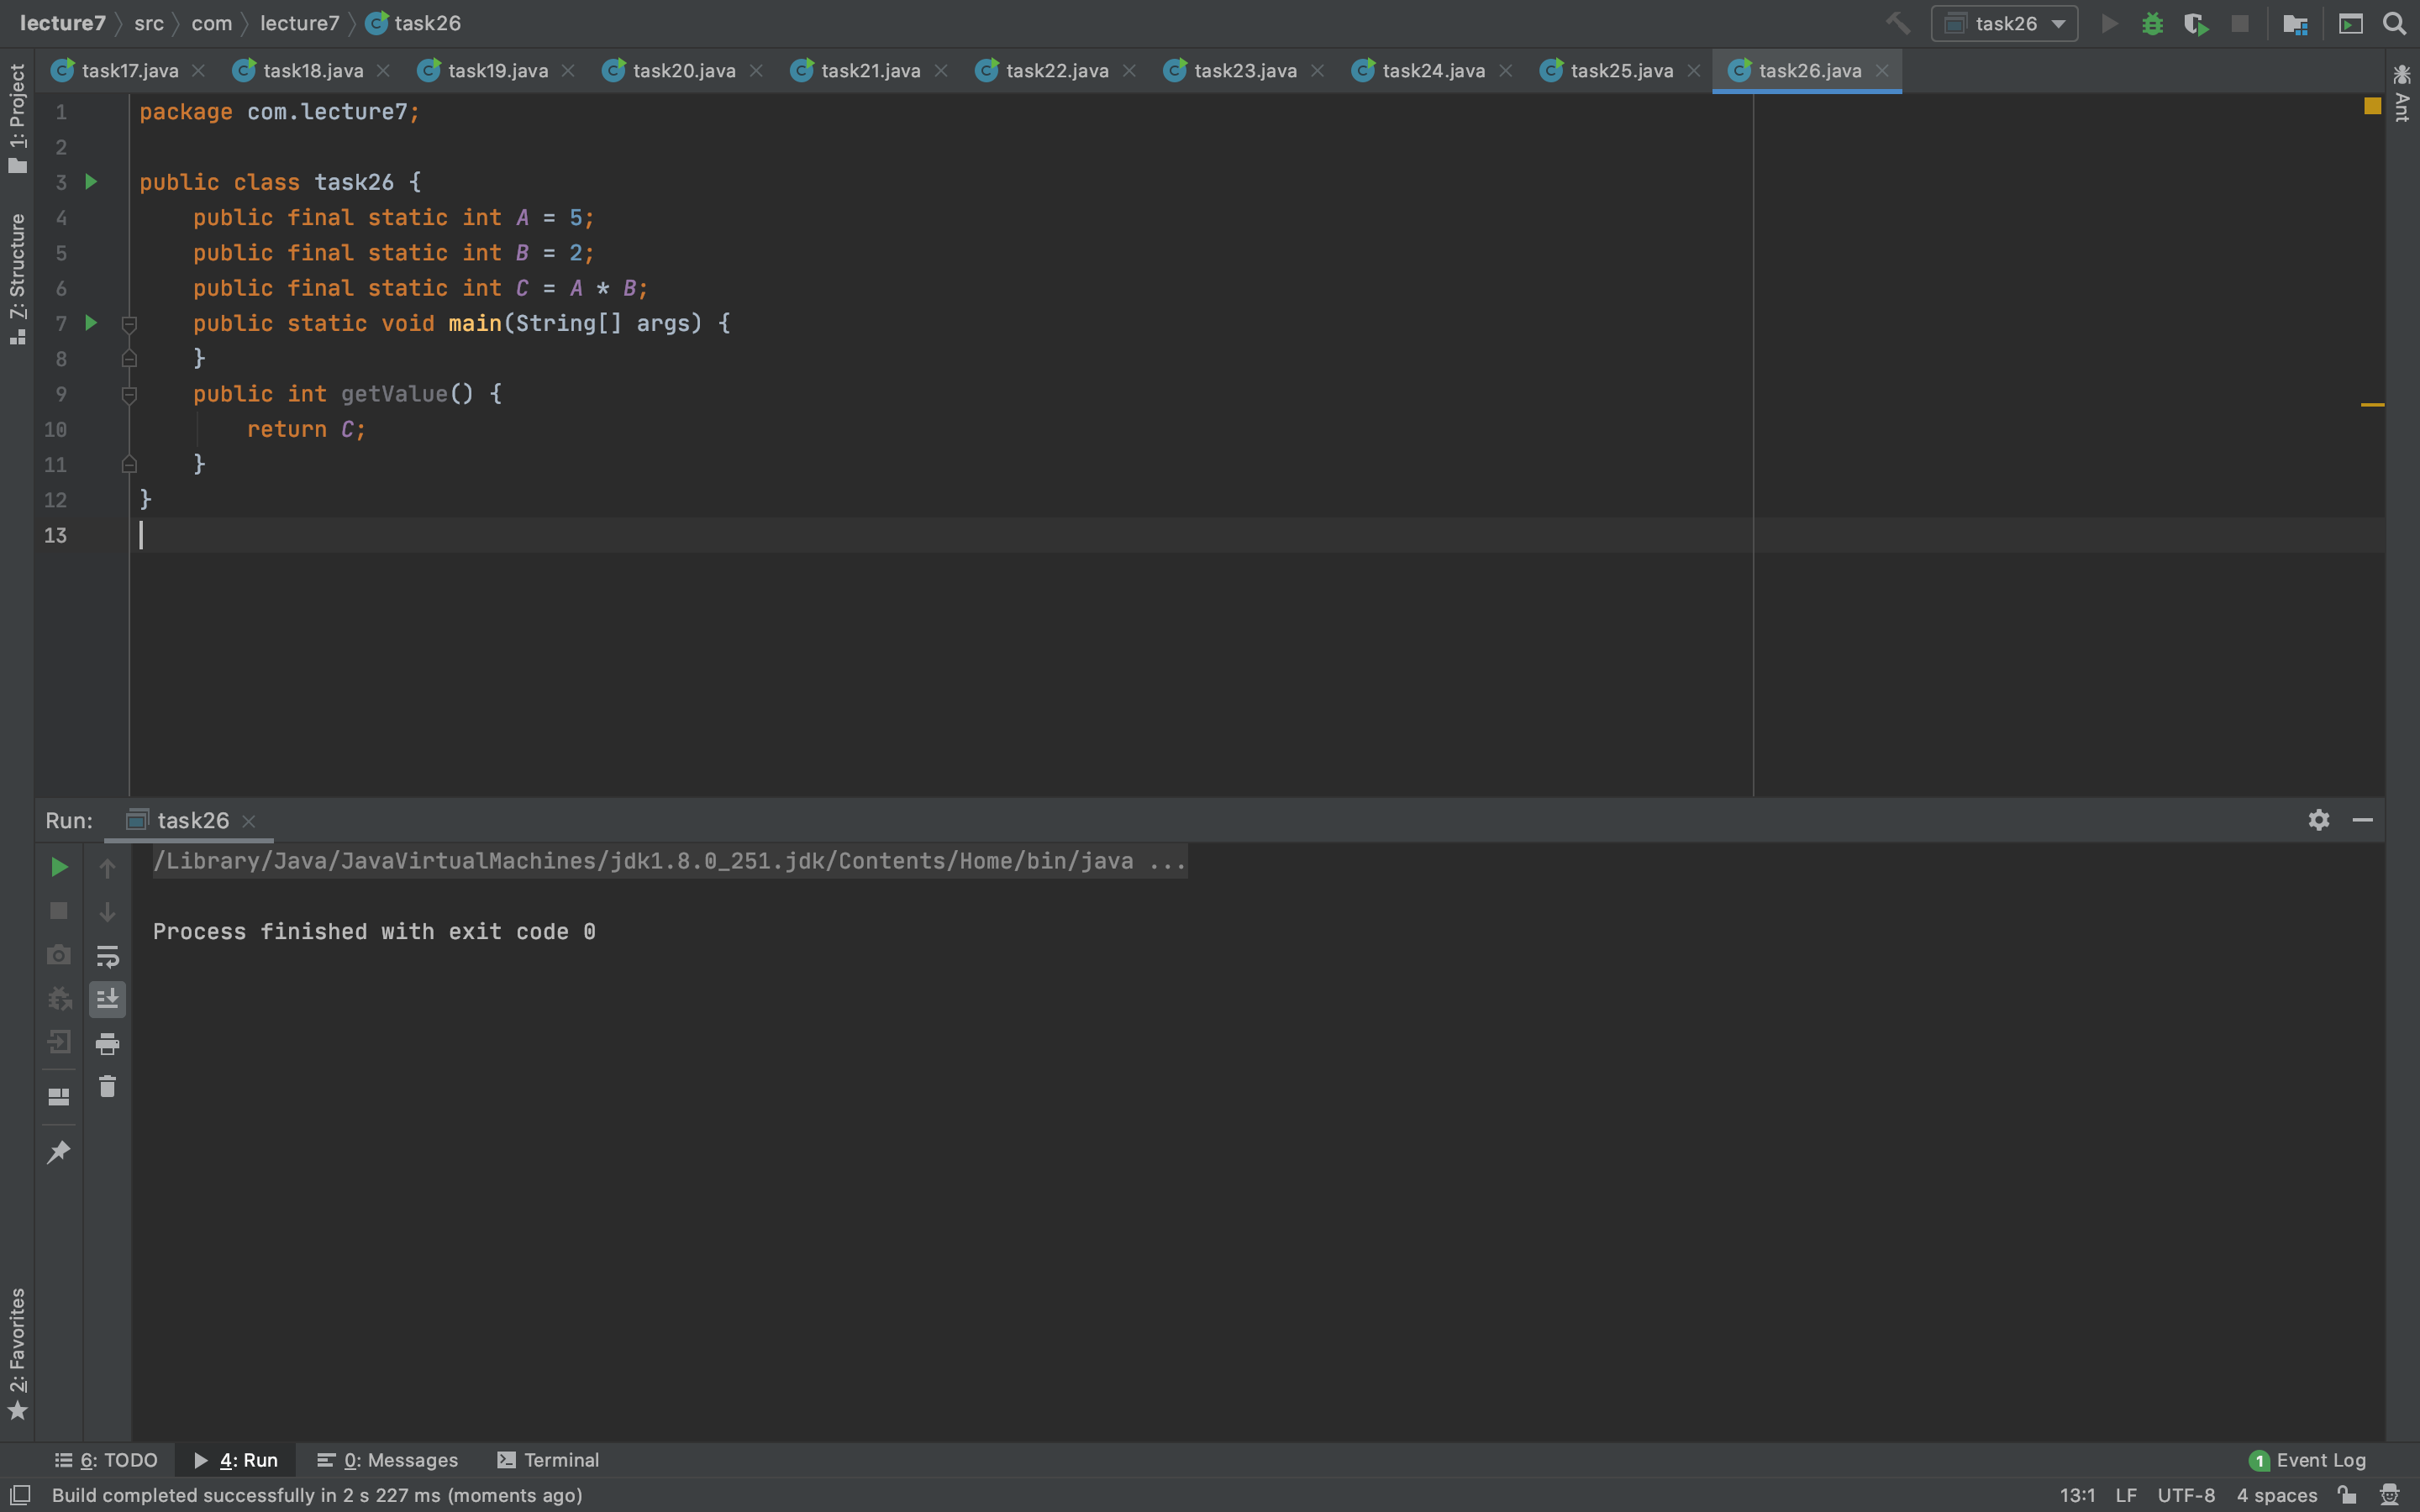 lecture7 src com lecture7 task26 task26
task17.java task18.java task19.java task20.java task21.java task22.java task23.java task24.java task25.java task26.java
1: Project
7: Structure
2: Favorites
Ant
1 package com.lecture7;
2
3 public class task26 {
4     public final static int A = 5;
5     public final static int B = 2;
6     public final static int C = A * B;
7     public static void main(String[] args) {
8     }
9     public int getValue() {
10         return C;
11     }
12 }
13
Run: task26
/Library/Java/JavaVirtualMachines/jdk1.8.0_251.jdk/Contents/Home/bin/java ...
Process finished with exit code 0
6: TODO 4: Run 0: Messages Terminal 1 Event Log
Build completed successfully in 2 s 227 ms (moments ago) 13:1 LF UTF-8 4 spaces